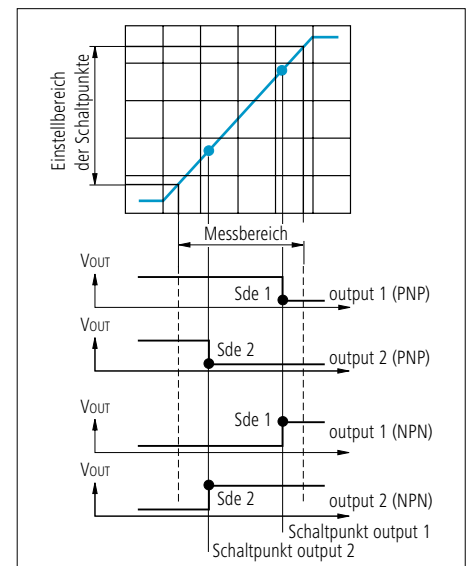 Einstellbereich
der Schaltpunkte
Messbereich
VOUT
Sde 1
output 1 (PNP)
VOUT
Sde 2
output 2 (PNP)
VOUT
Sde 1
output 1 (NPN)
VOUT
Sde 2
output 2 (NPN)
Schaltpunkt output 1
Schaltpunkt output 2